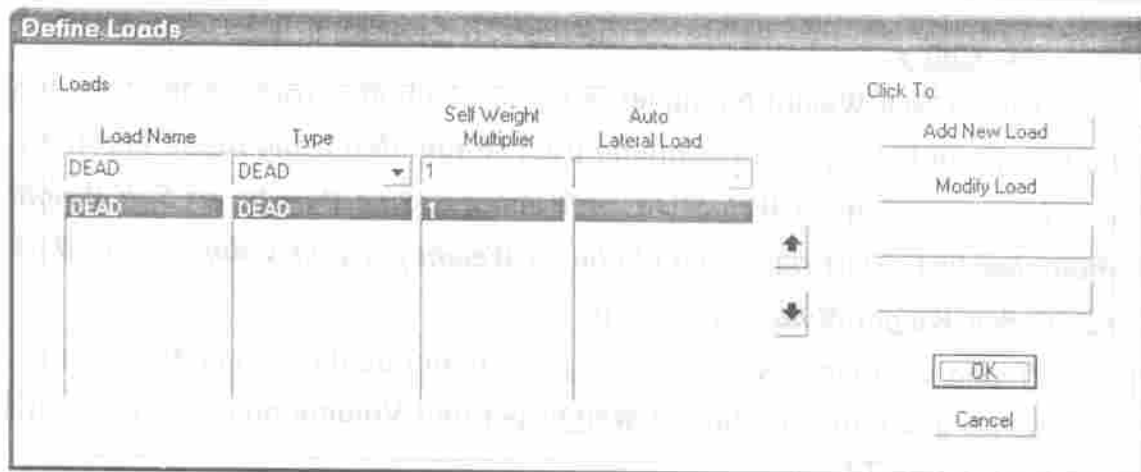 Define Loads
Loads
Click To
Load Name Type Self Weight Multiplier Auto Lateral Load
DEAD DEAD 1
DEAD DEAD 1
Add New Load
Modify Load
OK
Cancel